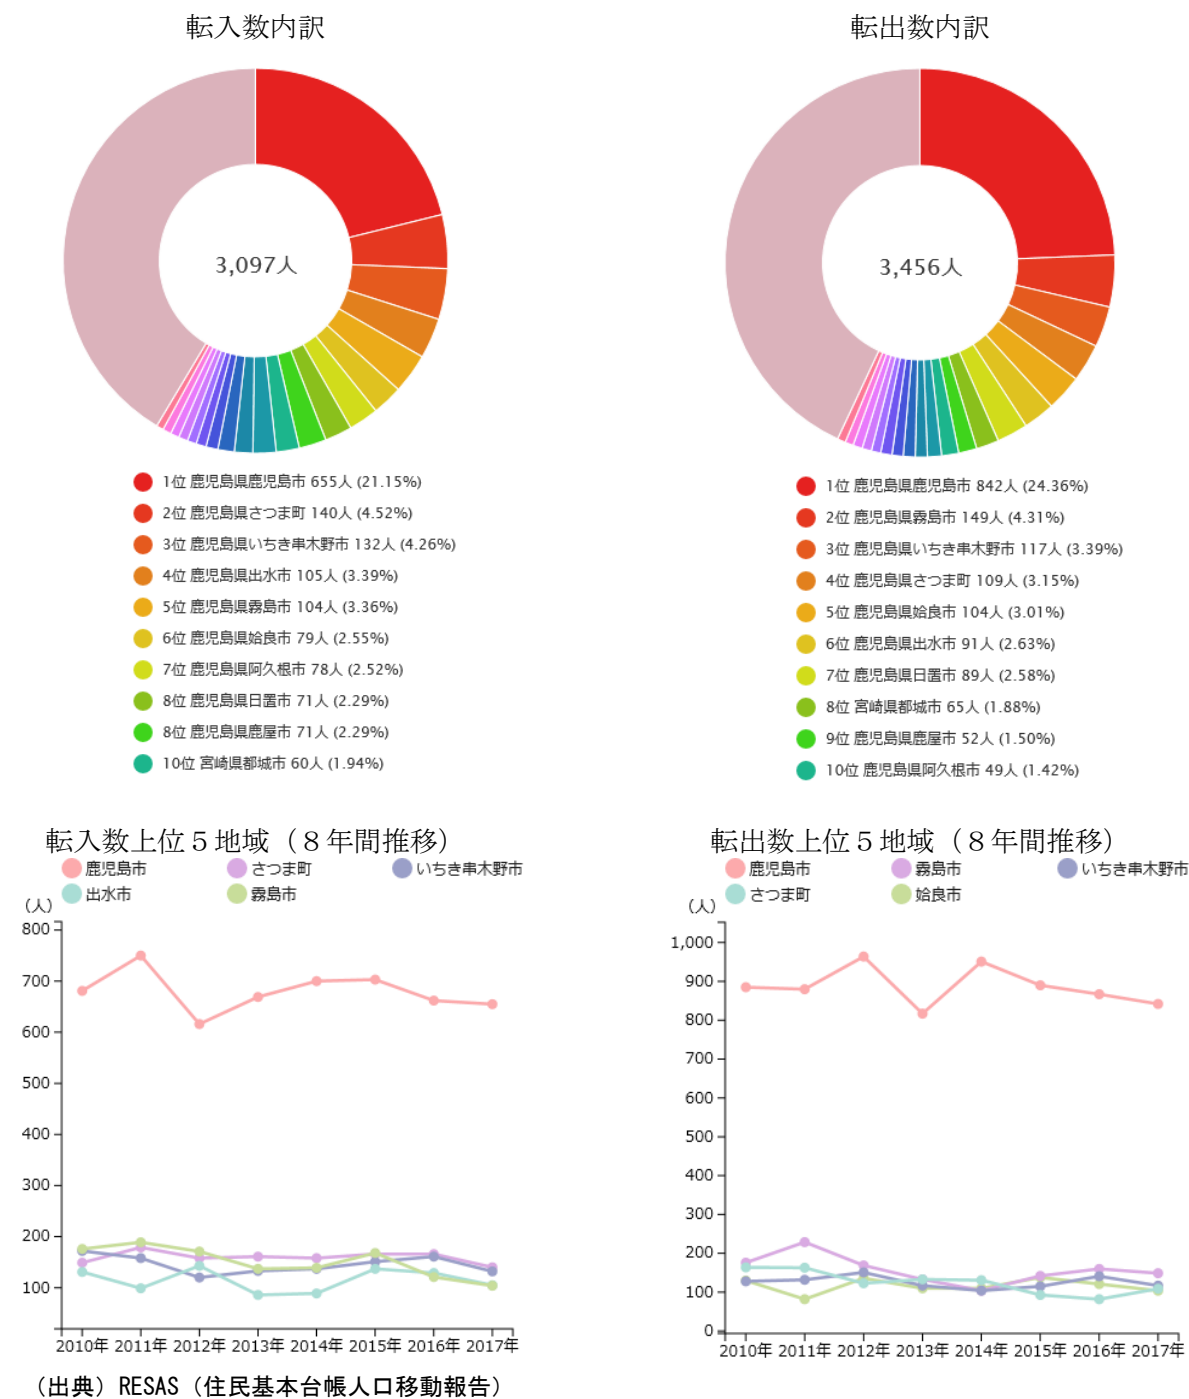 転入数内訳
3,097人
1位 鹿児島県鹿児島市 655人 (21.15%)
2位 鹿児島県さつま町 140人 (4.52%)
3位 鹿児島県いちき串木野市 132人 (4.26%)
4位 鹿児島県出水市 105人 (3.39%)
5位 鹿児島県霧島市 104人 (3.36%)
6位 鹿児島県姶良市 79人 (2.55%)
7位 鹿児島県阿久根市 78人 (2.52%)
8位 鹿児島県日置市 71人 (2.29%)
8位 鹿児島県鹿屋市 71人 (2.29%)
10位 宮崎県都城市 60人 (1.94%)
転出数内訳
3,456人
1位 鹿児島県鹿児島市 842人 (24.36%)
2位 鹿児島県霧島市 149人 (4.31%)
3位 鹿児島県いちき串木野市 117人 (3.39%)
4位 鹿児島県さつま町 109人 (3.15%)
5位 鹿児島県姶良市 104人 (3.01%)
6位 鹿児島県出水市 91人 (2.63%)
7位 鹿児島県日置市 89人 (2.58%)
8位 宮崎県都城市 65人 (1.88%)
9位 鹿児島県鹿屋市 52人 (1.50%)
10位 鹿児島県阿久根市 49人 (1.42%)
転入数上位５地域（８年間推移）
鹿児島市 さつま町 いちき串木野市
出水市 霧島市
（人）
800
700
600
500
400
300
200
100
2010年 2011年 2012年 2013年 2014年 2015年 2016年 2017年
転出数上位５地域（８年間推移）
鹿児島市 霧島市 いちき串木野市
さつま町 姶良市
（人）
1,000
900
800
700
600
500
400
300
200
100
0
2010年 2011年 2012年 2013年 2014年 2015年 2016年 2017年
（出典）RESAS（住民基本台帳人口移動報告）